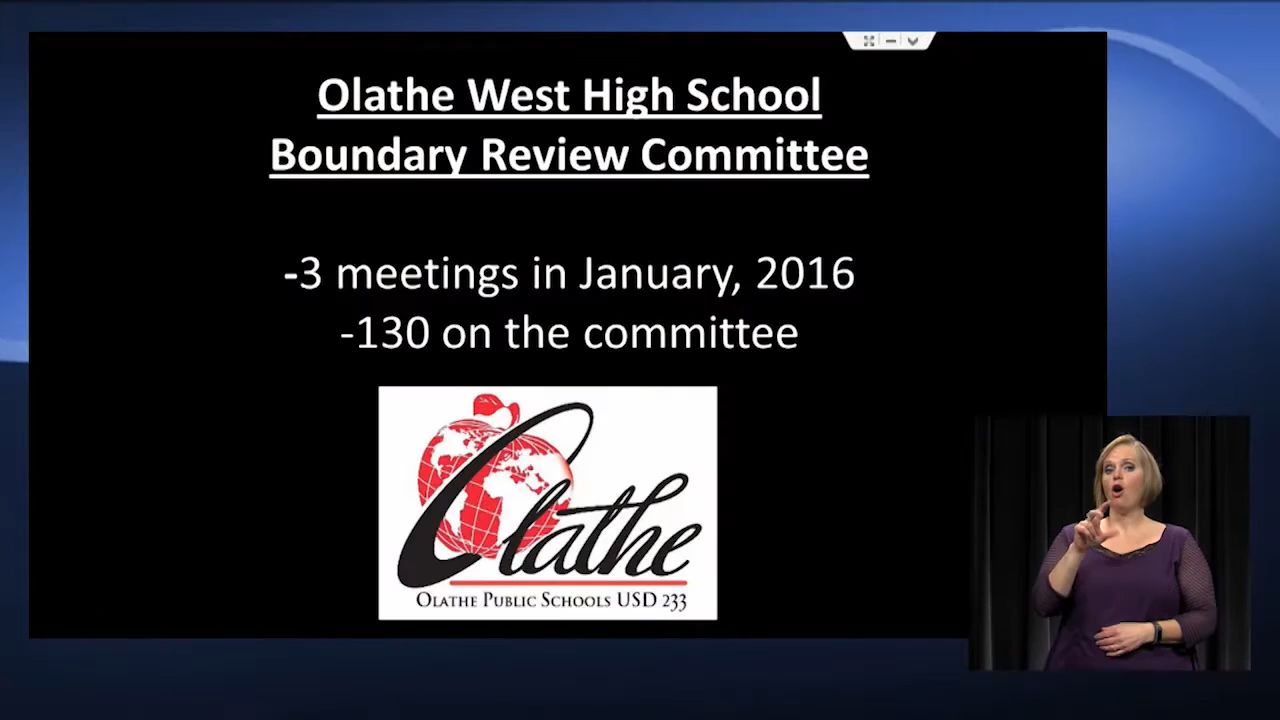 Olathe West High School
Boundary Review Committee
-3 meetings in January, 2016
-130 on the committee
Olathe
OLATHE PUBLIC SCHOOLS USD 233